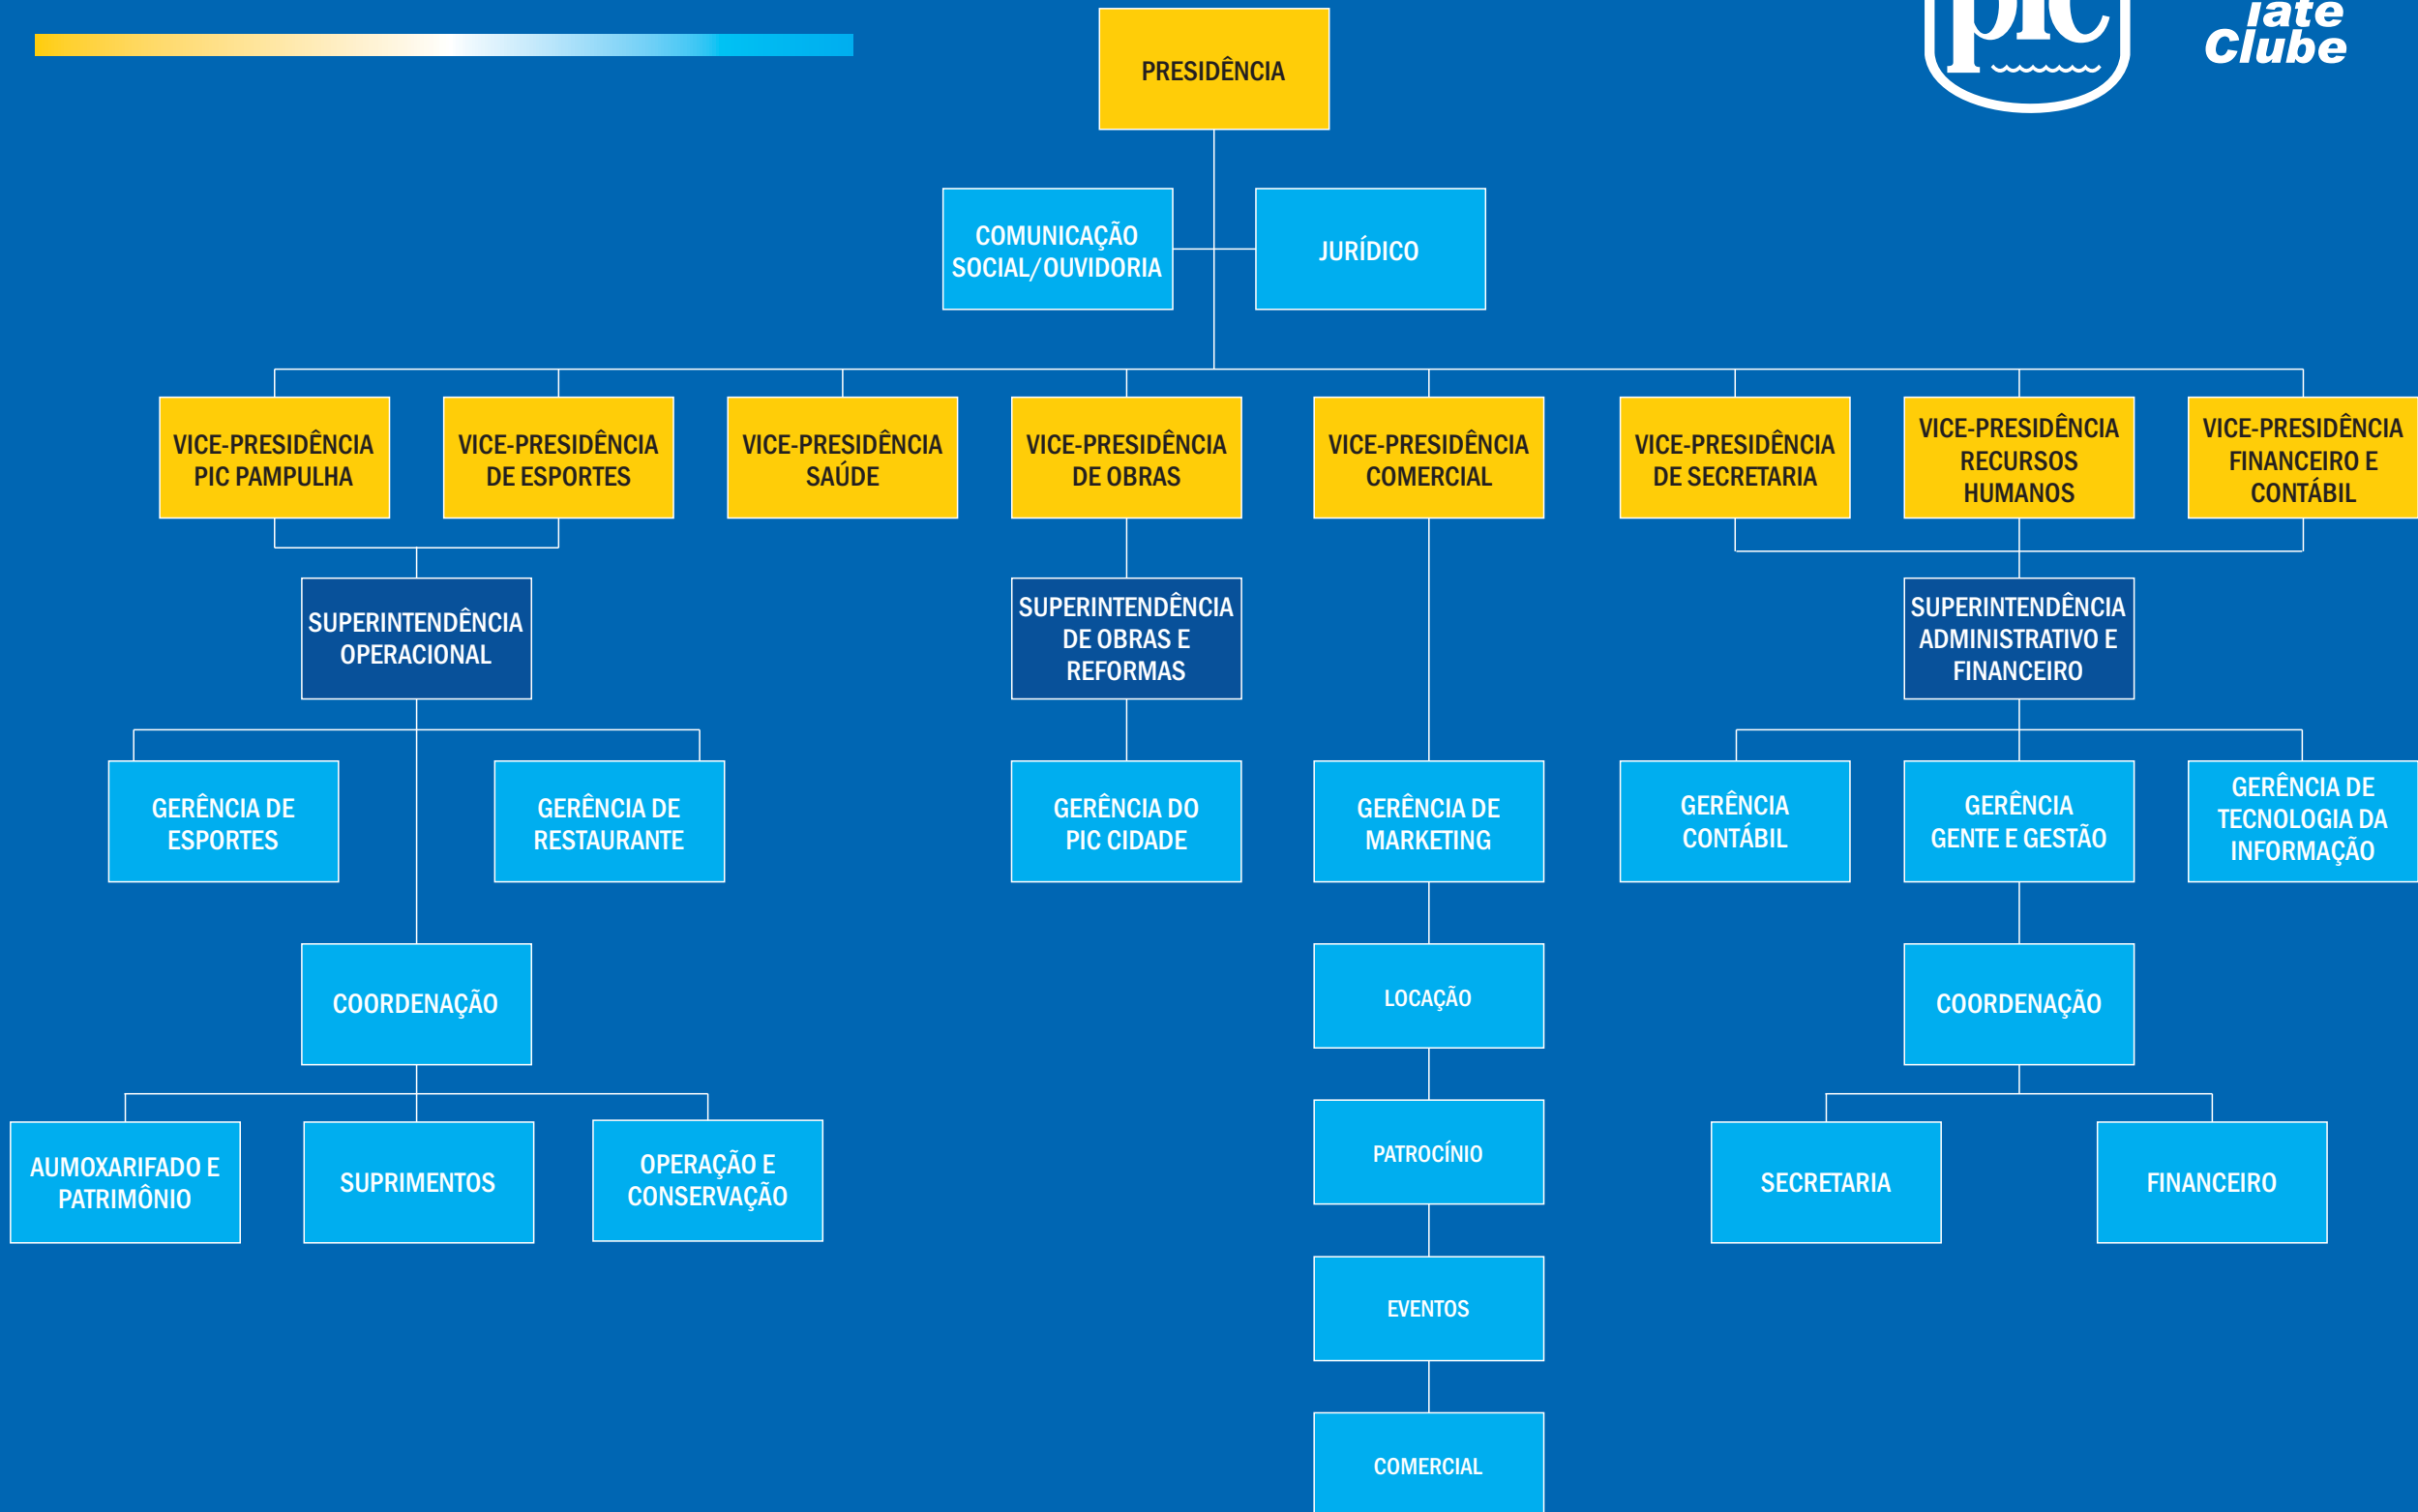 pic
Iate
Clube
PRESIDÊNCIA
COMUNICAÇÃO
SOCIAL/OUVIDORIA
JURÍDICO
VICE-PRESIDÊNCIA
PIC PAMPULHA
VICE-PRESIDÊNCIA
DE ESPORTES
VICE-PRESIDÊNCIA
SAÚDE
VICE-PRESIDÊNCIA
DE OBRAS
VICE-PRESIDÊNCIA
COMERCIAL
VICE-PRESIDÊNCIA
DE SECRETARIA
VICE-PRESIDÊNCIA
RECURSOS
HUMANOS
VICE-PRESIDÊNCIA
FINANCEIRO E
CONTÁBIL
SUPERINTENDÊNCIA
OPERACIONAL
SUPERINTENDÊNCIA
DE OBRAS E
REFORMAS
SUPERINTENDÊNCIA
ADMINISTRATIVO E
FINANCEIRO
GERÊNCIA DE
ESPORTES
GERÊNCIA DE
RESTAURANTE
GERÊNCIA DO
PIC CIDADE
GERÊNCIA DE
MARKETING
GERÊNCIA
CONTÁBIL
GERÊNCIA
GENTE E GESTÃO
GERÊNCIA DE
TECNOLOGIA DA
INFORMAÇÃO
COORDENAÇÃO
LOCAÇÃO
COORDENAÇÃO
PATROCÍNIO
AUMOXARIFADO E
PATRIMÔNIO
SUPRIMENTOS
OPERAÇÃO E
CONSERVAÇÃO
SECRETARIA
FINANCEIRO
EVENTOS
COMERCIAL